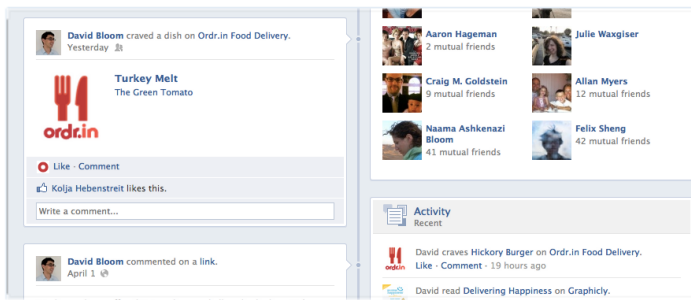 David Bloom craved a dish on Ordr.in Food Delivery.
Yesterday
Turkey Melt
The Green Tomato
ordr.in
Like · Comment
Kolja Hebenstreit likes this.
Write a comment...
David Bloom commented on a link.
April 1
Aaron Hageman
2 mutual friends
Julie Waxgiser
Craig M. Goldstein
9 mutual friends
Allan Myers
12 mutual friends
Naama Ashkenazi
Bloom
41 mutual friends
Felix Sheng
42 mutual friends
Activity
Recent
David craves Hickory Burger on Ordr.in Food Delivery.
ordr.in
Like · Comment · 19 hours ago
David read Delivering Happiness on Graphicly.